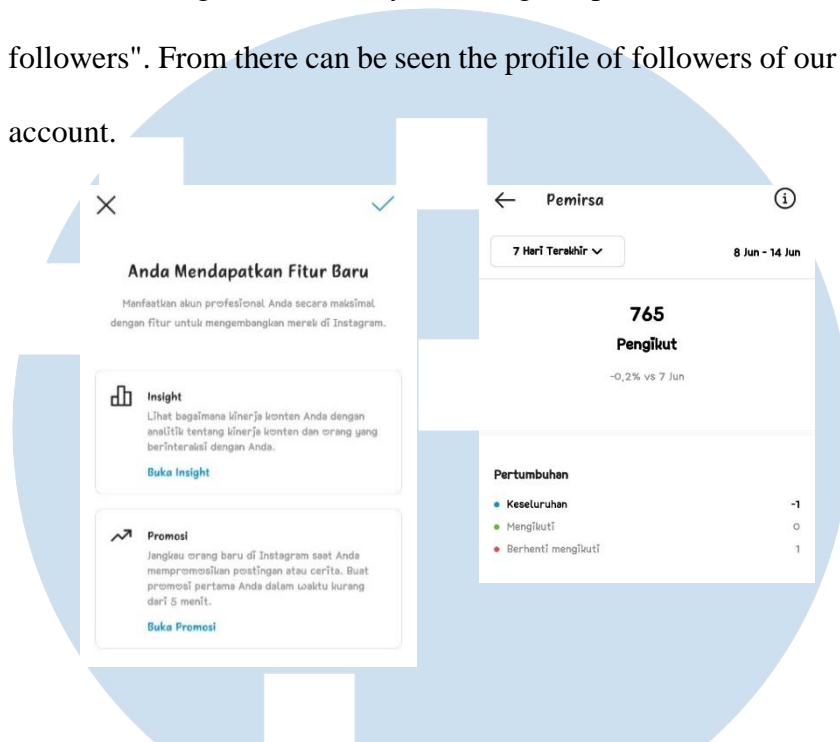 followers". From there can be seen the profile of followers of our
account.
Anda Mendapatkan Fitur Baru
Manfaatkan akun profesional Anda secara maksimal
dengan fitur untuk mengembangkan merek di Instagram.
Insight
Lihat bagaimana kinerja konten Anda dengan
analitik tentang kinerja konten dan orang yang
berinteraksi dengan Anda.
Buka Insight
Promosi
Jangkau orang baru di Instagram saat Anda
mempromosikan postingan atau cerita. Buat
promosi pertama Anda dalam waktu kurang
dari 5 menit.
Buka Promosi
Pemirsa
7 Hari Terakhir
8 Jun - 14 Jun
765
Pengikut
-0,2% vs 7 Jun
Pertumbuhan
Keseluruhan -1
Mengikuti 0
Berhenti mengikuti 1